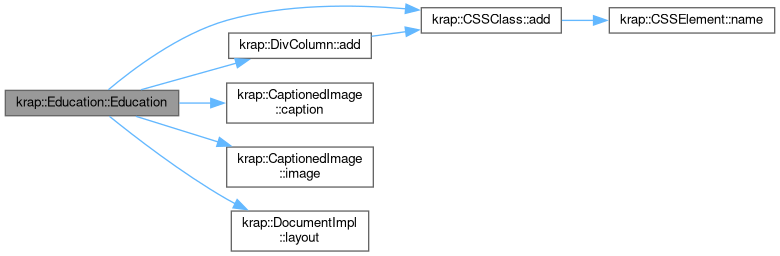 krap::Education::Education
krap::CSSClass::add
krap::CSSElement::name
krap::DivColumn::add
krap::CaptionedImage
::caption
krap::CaptionedImage
::image
krap::DocumentImpl
::layout